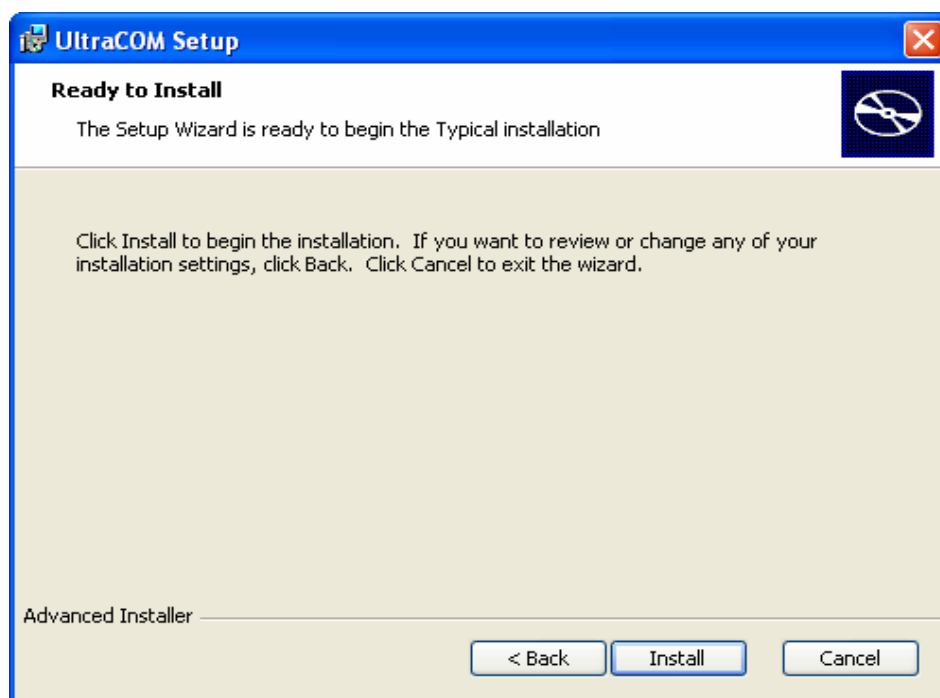 UltraCOM Setup
Ready to Install
The Setup Wizard is ready to begin the Typical installation
Click Install to begin the installation.  If you want to review or change any of your
installation settings, click Back.  Click Cancel to exit the wizard.
Advanced Installer
< Back
Install
Cancel